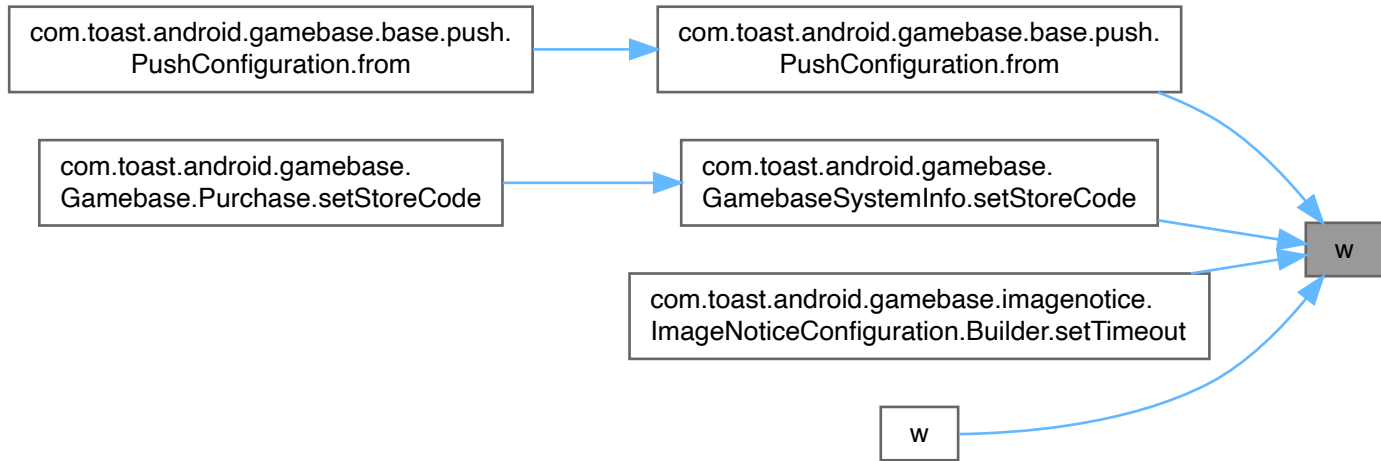 com.toast.android.gamebase.base.push.
PushConfiguration.from
com.toast.android.gamebase.base.push.
PushConfiguration.from
com.toast.android.gamebase.
Gamebase.Purchase.setStoreCode
com.toast.android.gamebase.
GamebaseSystemInfo.setStoreCode
w
com.toast.android.gamebase.imagenotice.
ImageNoticeConfiguration.Builder.setTimeout
w